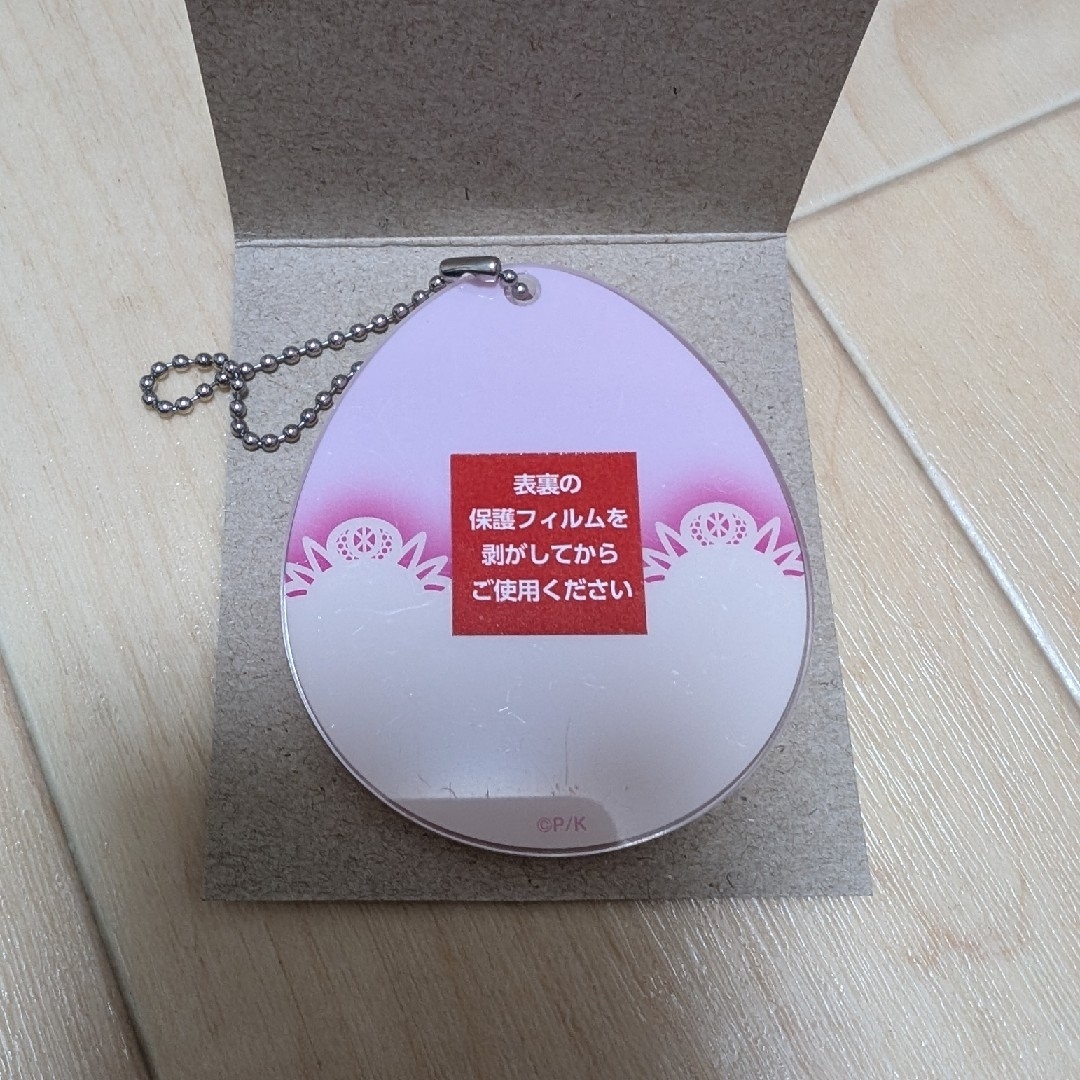 表裏の
保護フィルムを
剥がしてから
ご使用ください
©P/K